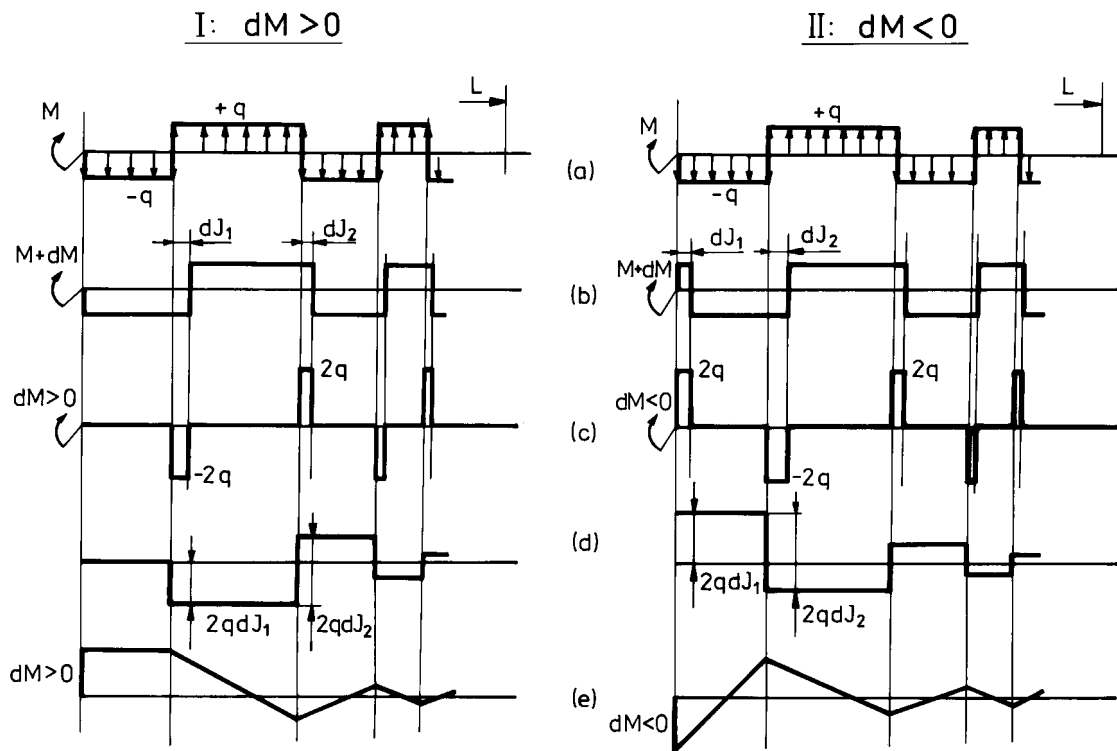 I: dM > 0
II: dM < 0
M
+q
-q
L
M
+q
-q
L
(a)
M+dM
dJ₁
dJ₂
M+dM
dJ₁
dJ₂
(b)
dM>0
2q
-2q
dM<0
2q
2q
-2q
(c)
2qdJ₁
2qdJ₂
2qdJ₁
2qdJ₂
(d)
dM>0
dM<0
(e)